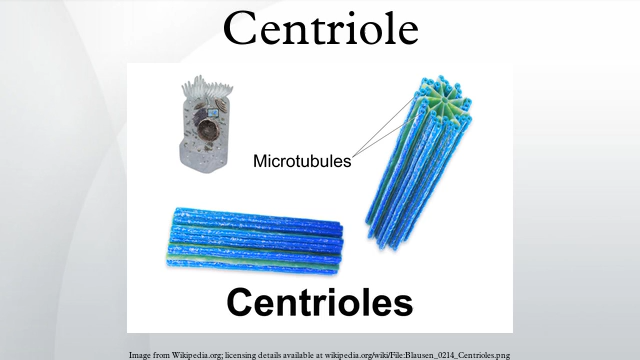 Centriole
Microtubules
Centrioles
Image from Wikipedia.org; licensing details available at wikipedia.org/wiki/File:Blausen_0214_Centrioles.png